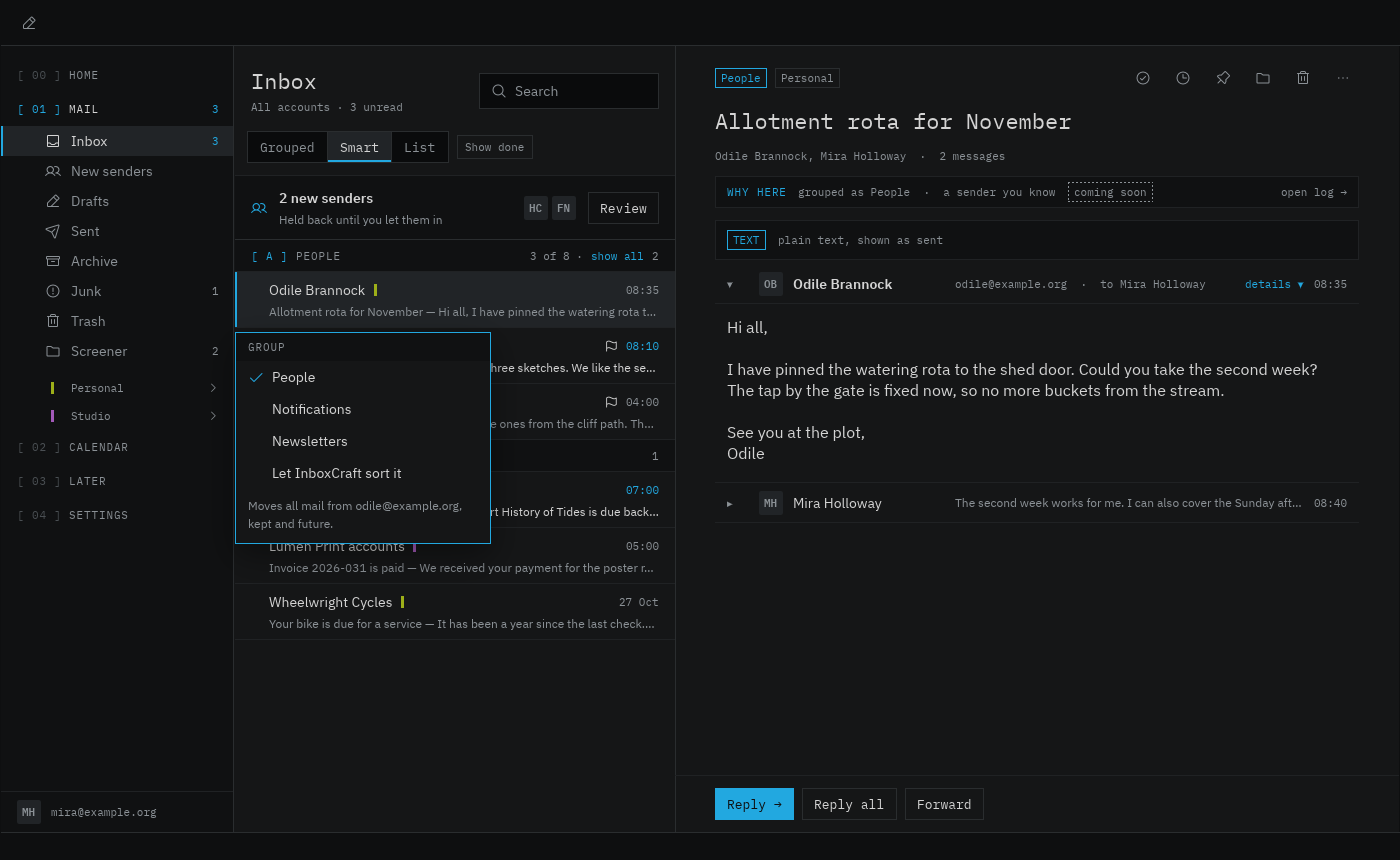 [ 00 ] HOME
[ 01 ] MAIL 3
Inbox 3
New senders
Drafts
Sent
Archive
Junk 1
Trash
Screener 2
Personal
Studio
[ 02 ] CALENDAR
[ 03 ] LATER
[ 04 ] SETTINGS
MH mira@example.org
Inbox
All accounts · 3 unread
Search
Grouped Smart List Show done
2 new senders
Held back until you let them in
HC FN Review
[ A ] PEOPLE 3 of 8 · show all 2
Odile Brannock 08:35
Allotment rota for November — Hi all, I have pinned the watering rota t…
08:10
hree sketches. We like the se…
04:00
e ones from the cliff path. Th…
1
07:00
rt History of Tides is due back…
GROUP
People
Notifications
Newsletters
Let InboxCraft sort it
Moves all mail from odile@example.org,
kept and future.
Lumen Print accounts 05:00
Invoice 2026-031 is paid — We received your payment for the poster r…
Wheelwright Cycles 27 Oct
Your bike is due for a service — It has been a year since the last check.…
People Personal
Allotment rota for November
Odile Brannock, Mira Holloway · 2 messages
WHY HERE grouped as People · a sender you know coming soon open log →
TEXT plain text, shown as sent
OB Odile Brannock odile@example.org · to Mira Holloway details ▾ 08:35
Hi all,
I have pinned the watering rota to the shed door. Could you take the second week?
The tap by the gate is fixed now, so no more buckets from the stream.
See you at the plot,
Odile
MH Mira Holloway The second week works for me. I can also cover the Sunday aft… 08:40
Reply → Reply all Forward